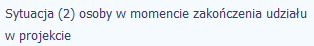 Sytuacja (2) osoby w momencie zakończenia udziału
w projekcie